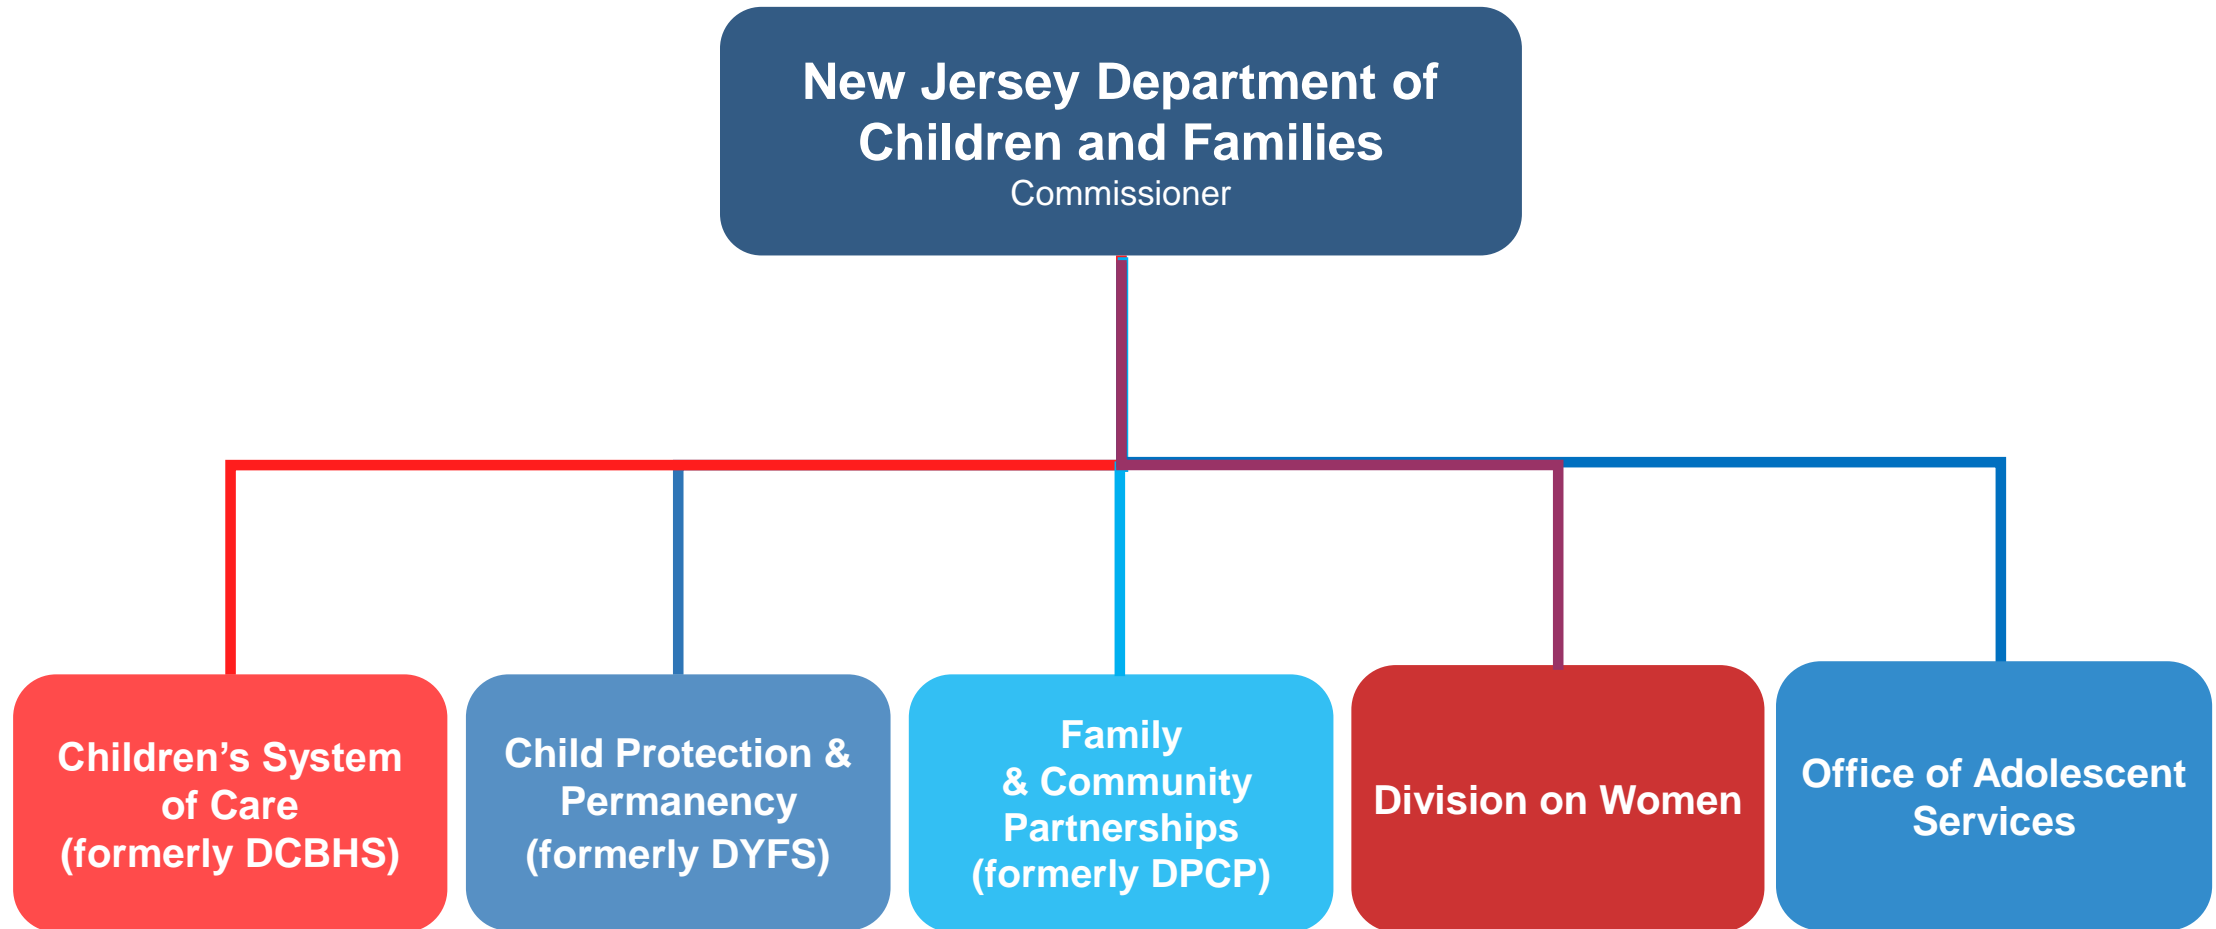 New Jersey Department of
Children and Families
Commissioner
Children’s System
of Care
(formerly DCBHS)
Child Protection &
Permanency
(formerly DYFS)
Family
& Community
Partnerships
(formerly DPCP)
Division on Women
Office of Adolescent
Services